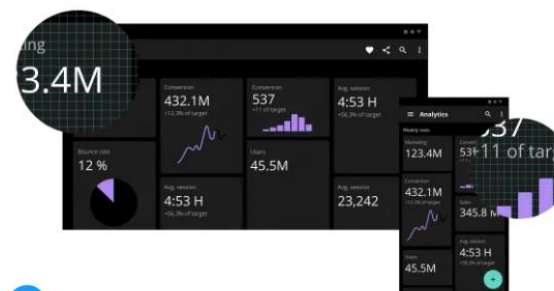 ing
3.4M
Conversion
432.1M
+12.3% of target
Conversion
537
+11 of target
Avg. session
4:53 H
+56.3% of target
Bounce rate
12 %
Users
45.5M
Avg. session
4:53 H
+56.3% of target
Avg. session
23,242
Analytics
Weekly stats
Marketing
123.4M
Conversion
432.1M
+12.3% of target
Users
45.5M
537
+11 of targ
Sales
345.8 M
Avg. session
4:53 H
+56.3% of target